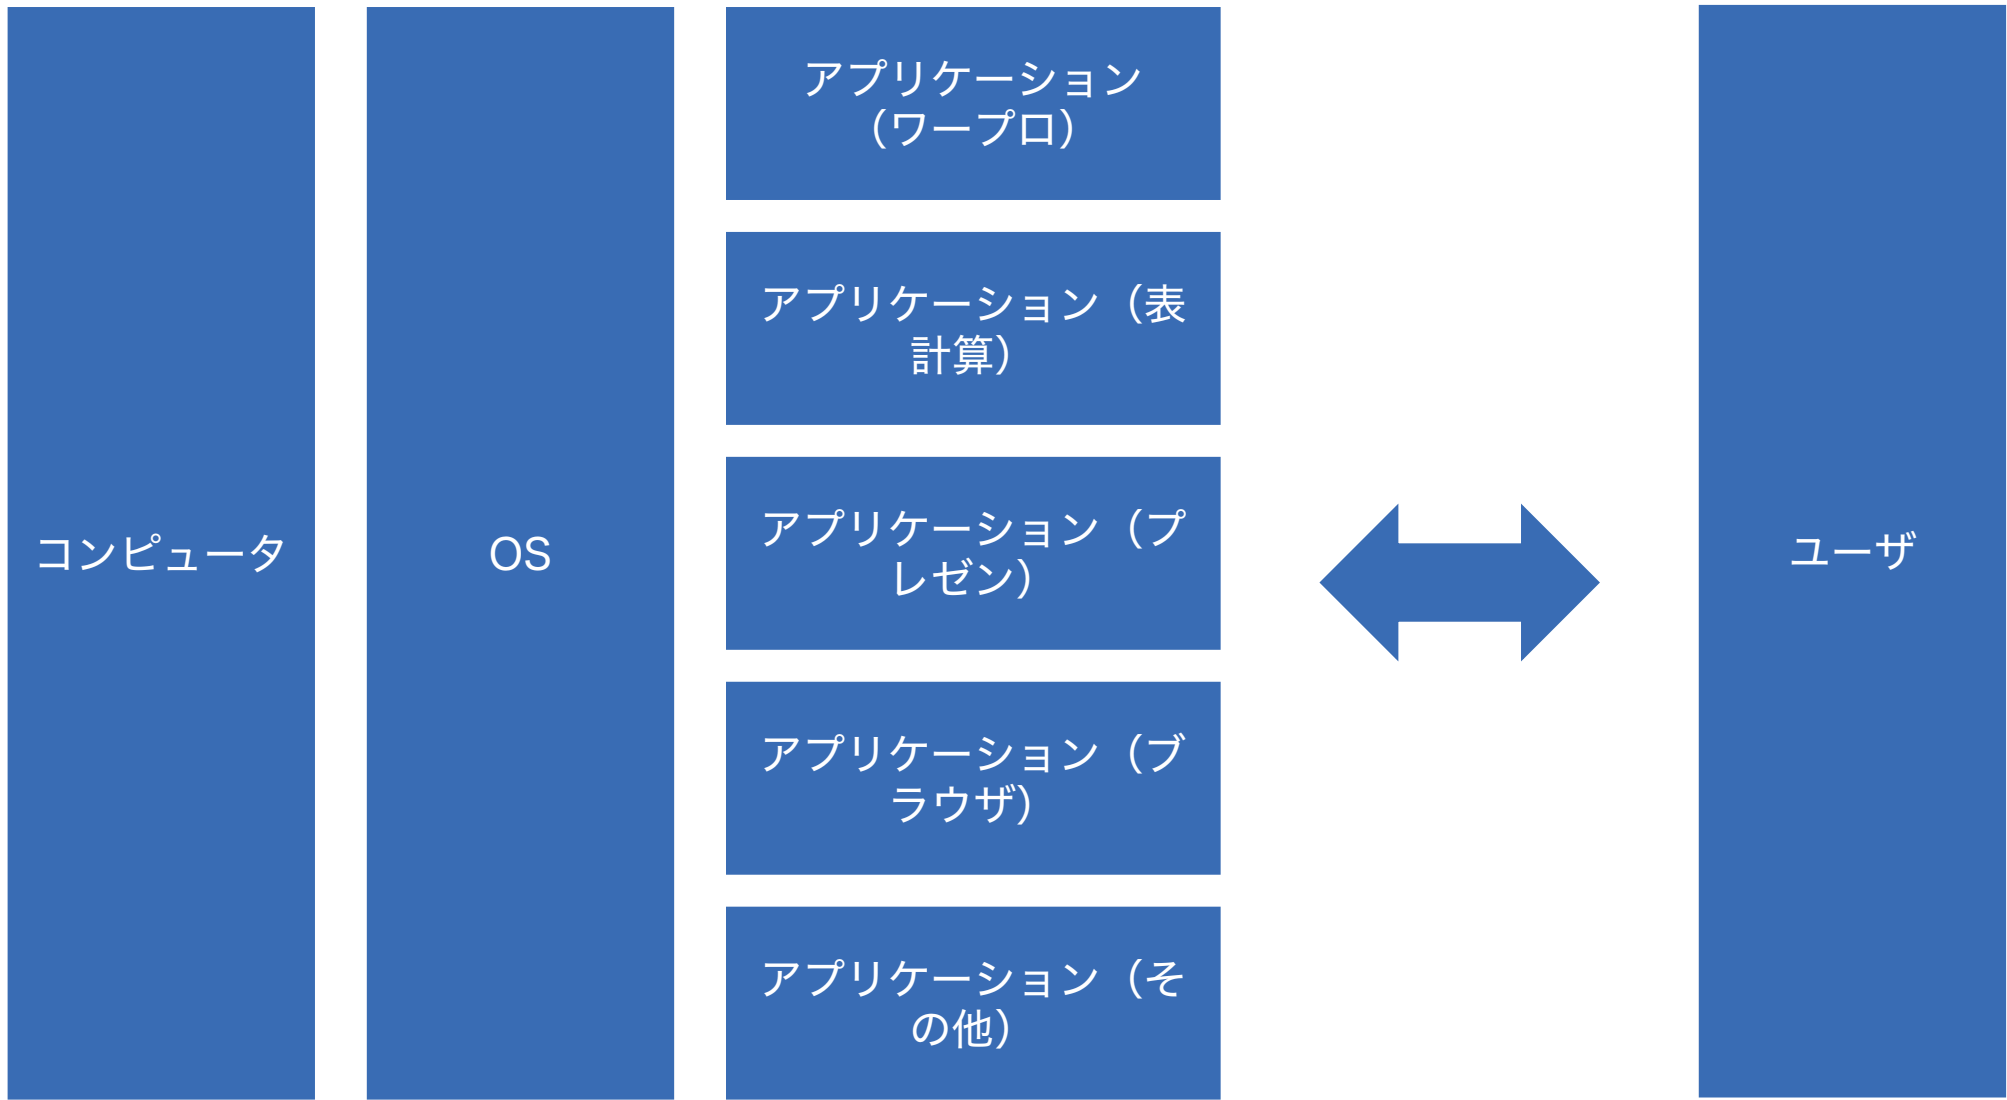 コンピュータ
OS
アプリケーション
（ワープロ）
アプリケーション（表
計算）
アプリケーション（プ
レゼン）
アプリケーション（ブ
ラウザ）
アプリケーション（そ
の他）
ユーザ